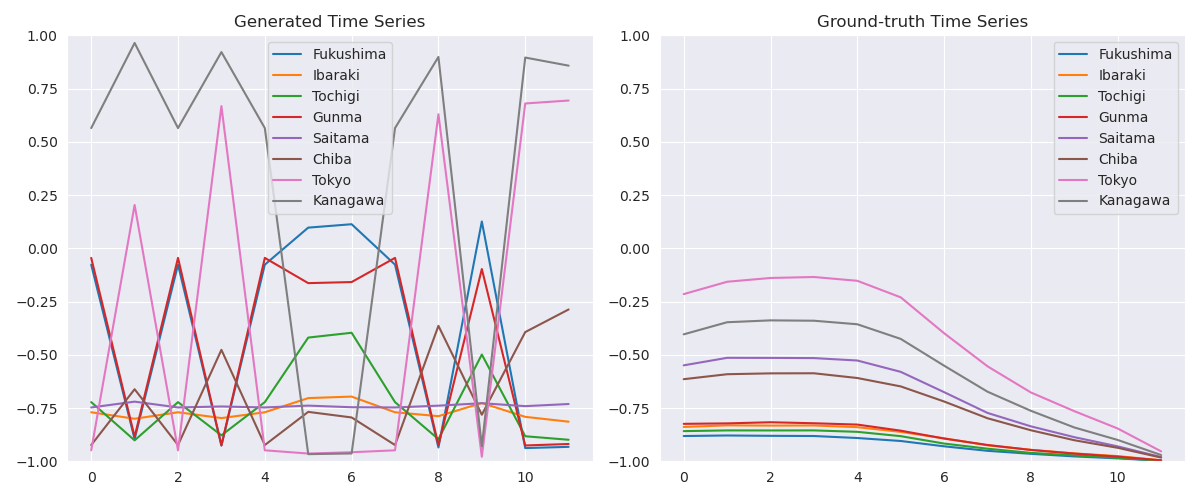 Generated Time Series
1.00
0.75
0.50
0.25
0.00
−0.25
−0.50
−0.75
−1.00
0
2
4
6
8
10
Fukushima
Ibaraki
Tochigi
Gunma
Saitama
Chiba
Tokyo
Kanagawa
Ground-truth Time Series
1.00
0.75
0.50
0.25
0.00
−0.25
−0.50
−0.75
−1.00
0
2
4
6
8
10
Fukushima
Ibaraki
Tochigi
Gunma
Saitama
Chiba
Tokyo
Kanagawa